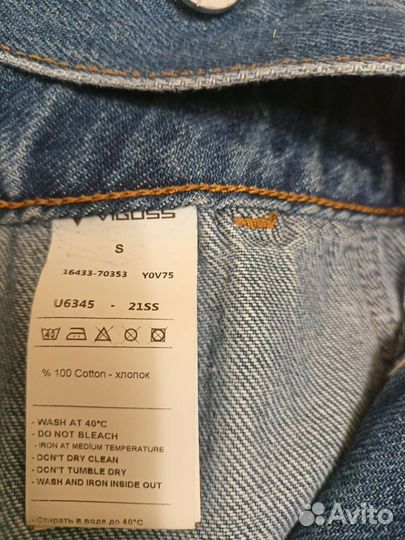 VIGOSS
S
16433-70353 Y0V75
U6345 - 21SS
40
% 100 Cotton - хлопок
- WASH AT 40°C
- DO NOT BLEACH
- IRON AT MEDIUM TEMPERATURE
- DON'T DRY CLEAN
- DON'T TUMBLE DRY
- WASH AND IRON INSIDE OUT
- Стирать в воде до 40°C
Avito